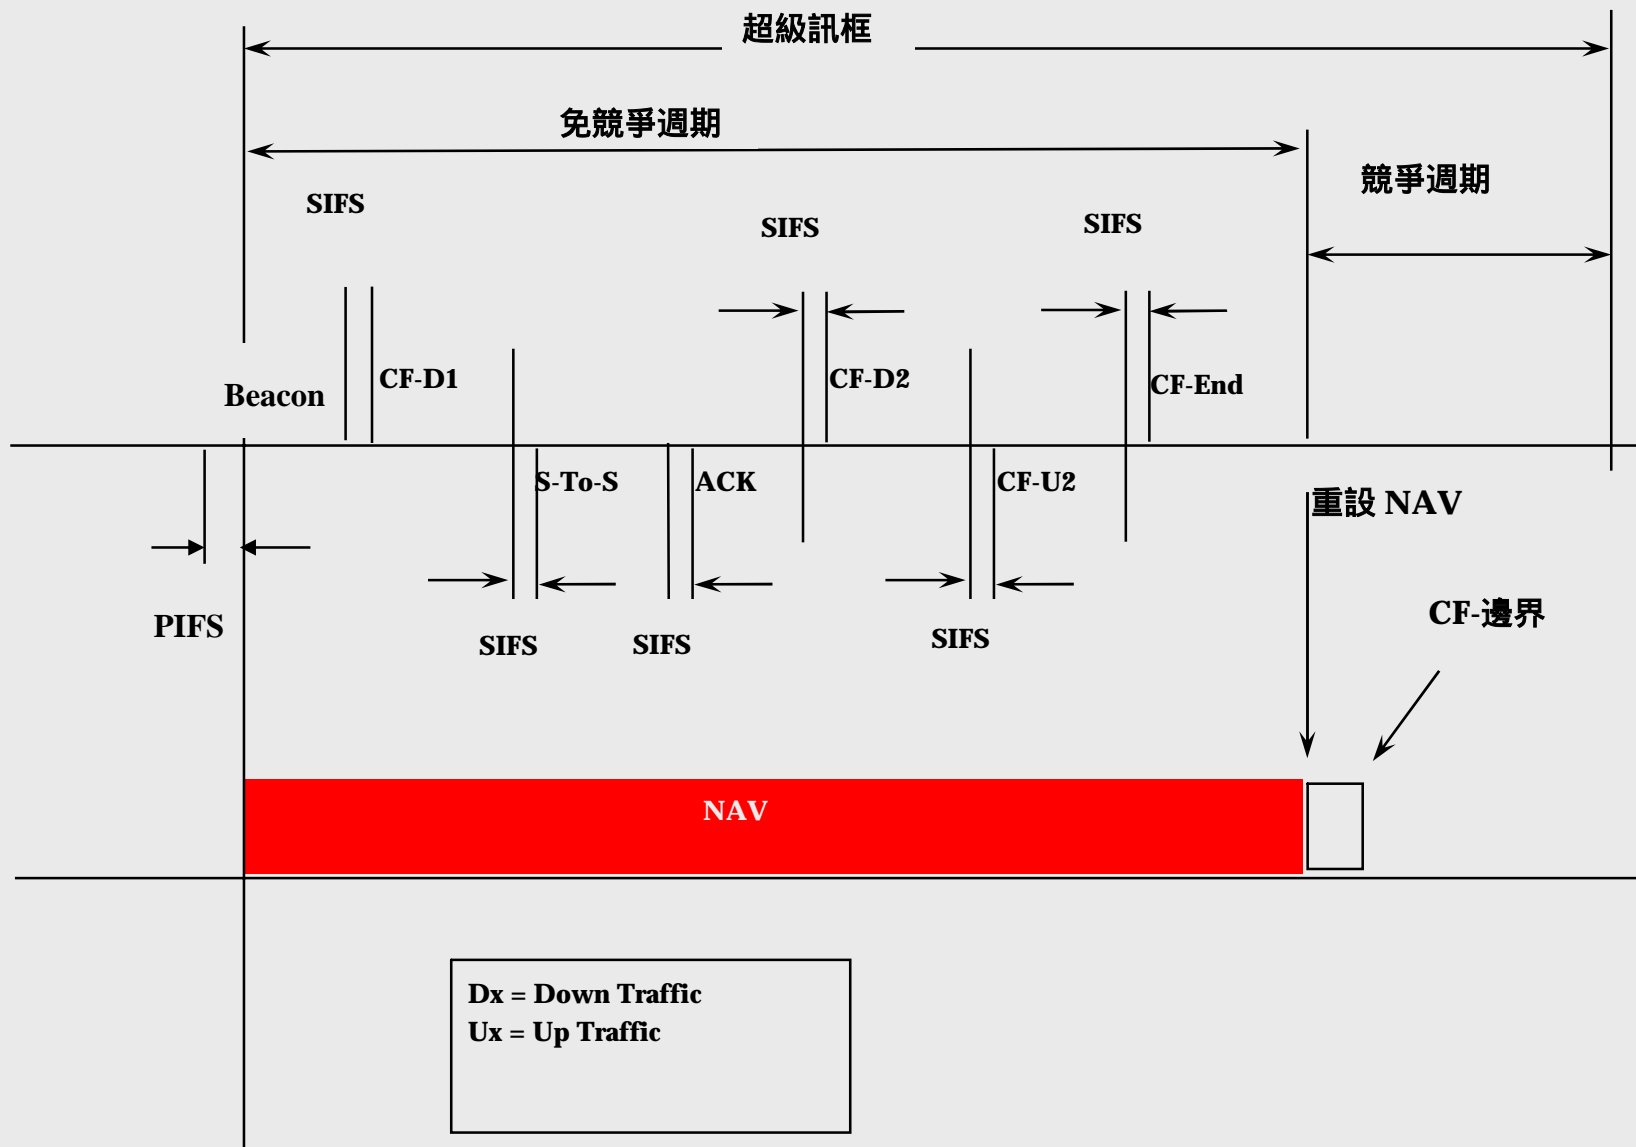 超級訊框
免競爭週期
競爭週期
SIFS
SIFS
SIFS
Beacon
CF-D1
CF-D2
CF-End
S-To-S
ACK
CF-U2
重設 NAV
PIFS
SIFS
SIFS
SIFS
CF-邊界
NAV
Dx = Down Traffic
Ux = Up Traffic